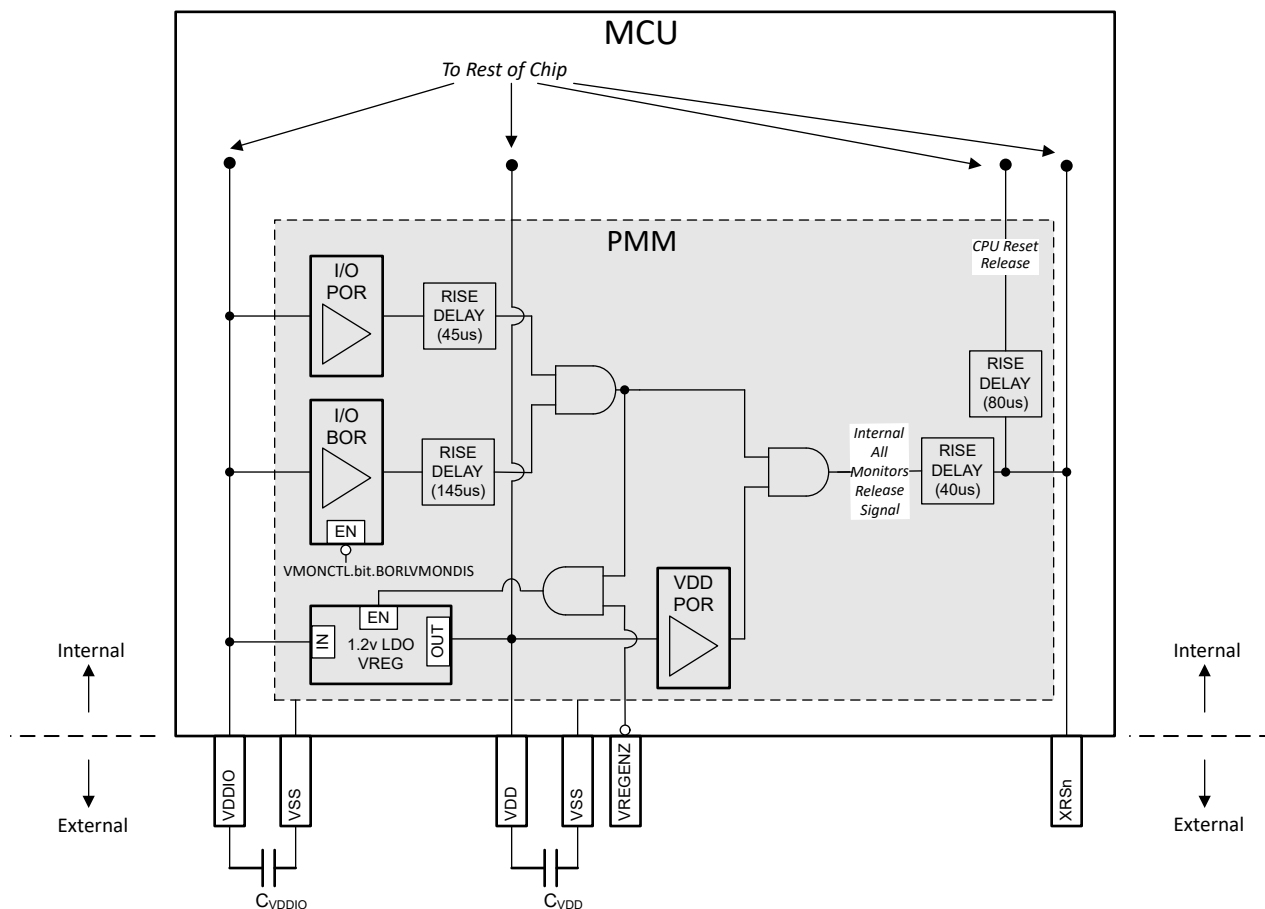 MCU
To Rest of Chip
PMM
CPU Reset
Release
I/O
POR
RISE
DELAY
(45us)
RISE
DELAY
(80us)
I/O
BOR
RISE
DELAY
(145us)
Internal
All
Monitors
Release
Signal
RISE
DELAY
(40us)
EN
VMONCTL.bit.BORLVMONDIS
VDD
POR
EN
IN
1.2v LDO
VREG
OUT
Internal
Internal
External
External
VDDIO
VSS
VDD
VSS
VREGENZ
XRSn
CVDDIO
CVDD